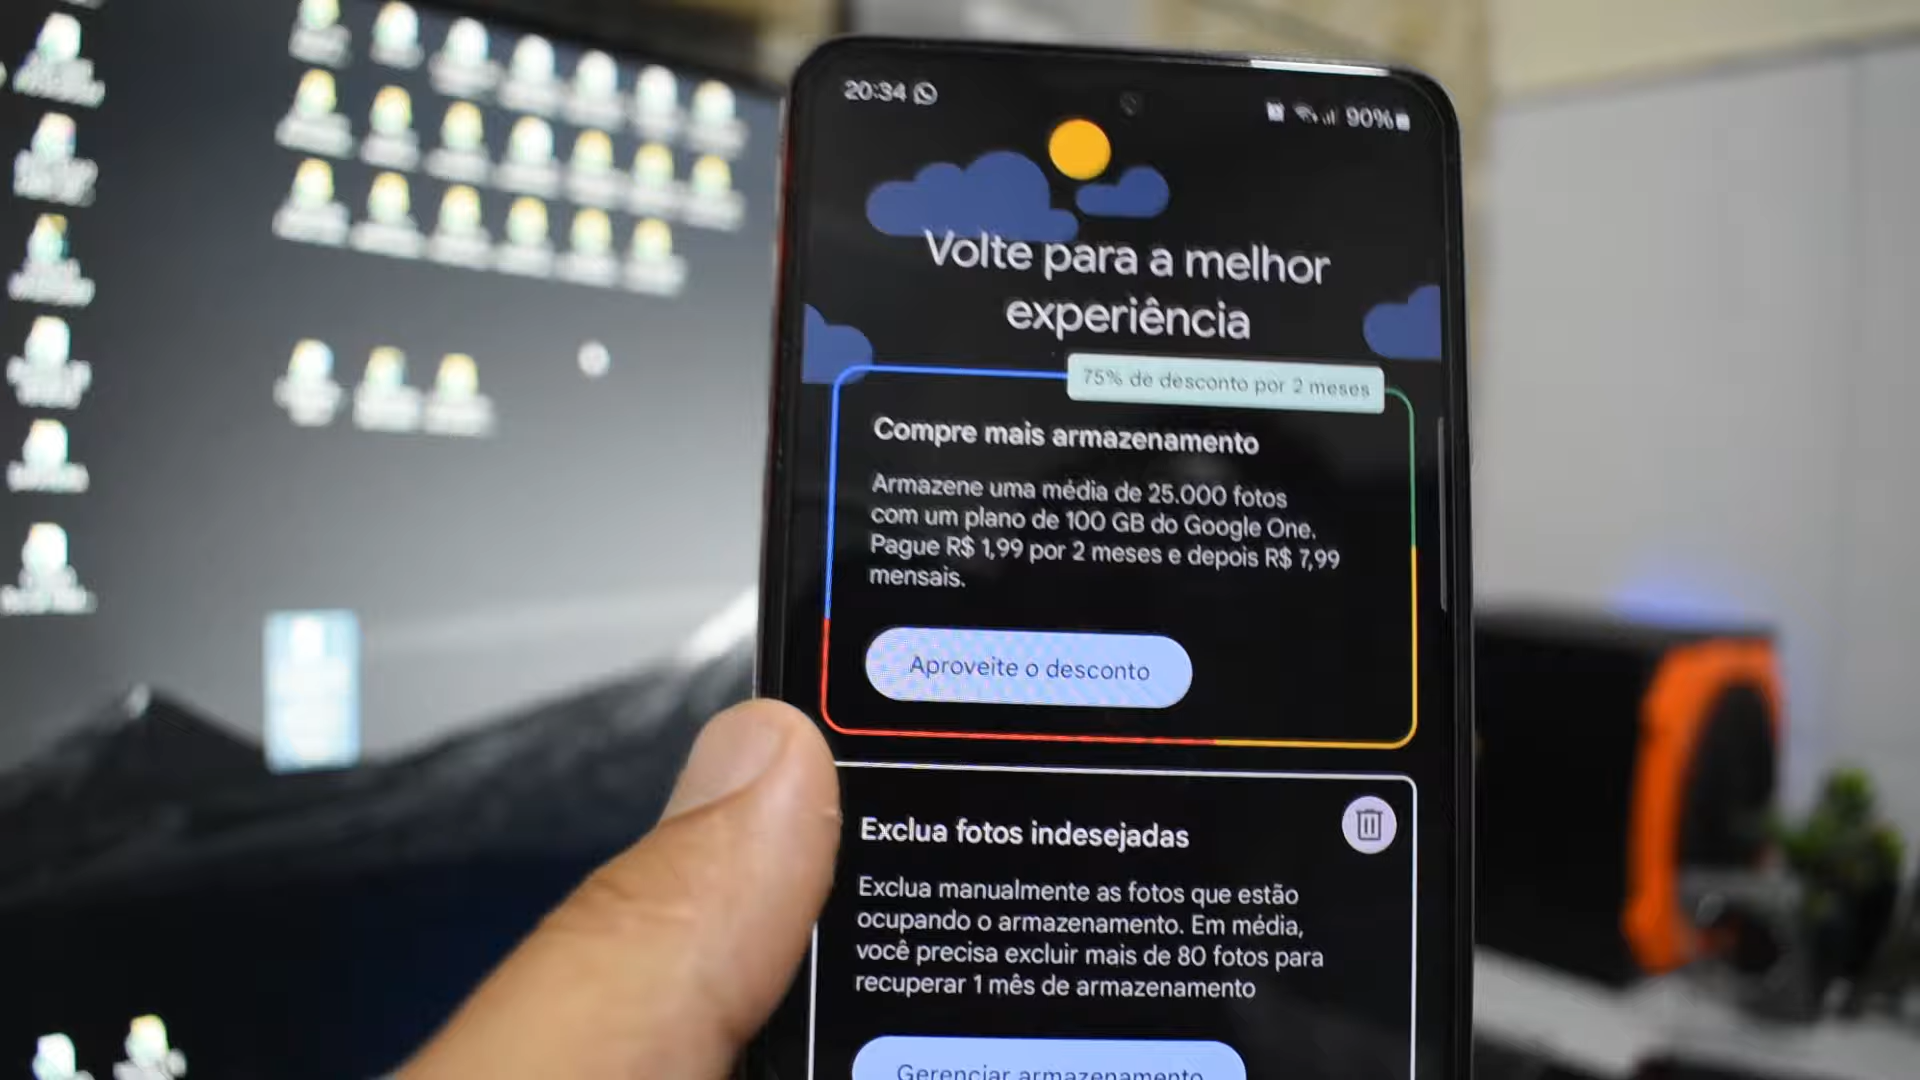 20:34
90%
Volte para a melhor
experiência
75% de desconto por 2 meses
Compre mais armazenamento
Armazene uma média de 25.000 fotos
com um plano de 100 GB do Google One.
Pague R$ 1,99 por 2 meses e depois R$ 7,99
mensais.
Aproveite o desconto
Exclua fotos indesejadas
Exclua manualmente as fotos que estão
ocupando o armazenamento. Em média,
você precisa excluir mais de 80 fotos para
recuperar 1 mês de armazenamento
Gerenciar armazenamento